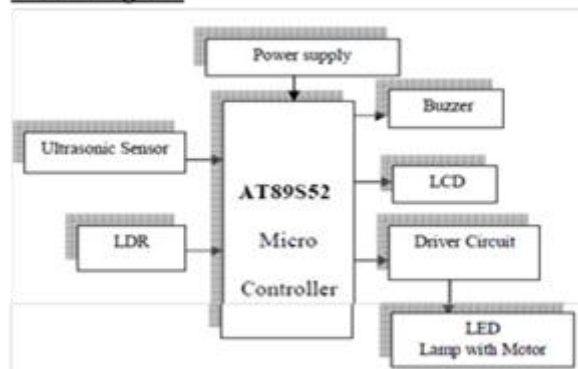 Power supply
Ultrasonic Sensor
LDR
AT89S52
Micro
Controller
Buzzer
LCD
Driver Circuit
LED
Lamp with Motor